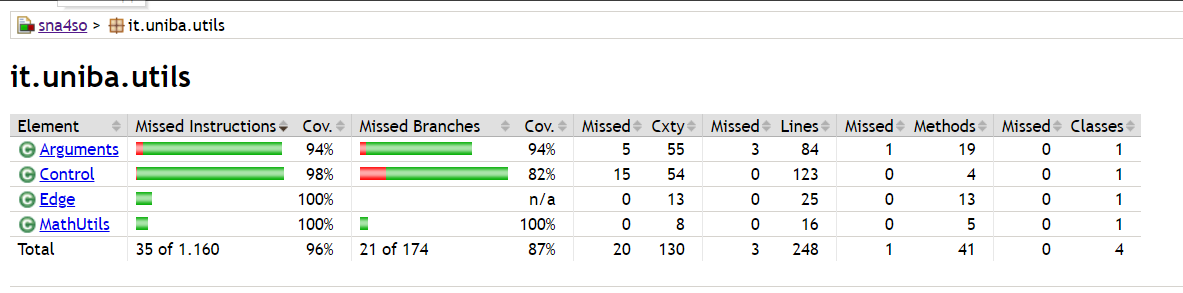 sna4so > it.uniba.utils
it.uniba.utils
Element Missed Instructions Cov. Missed Branches Cov. Missed Cxty Missed Lines Missed Methods Missed Classes
Arguments 94% 94% 5 55 3 84 1 19 0 1
Control 98% 82% 15 54 0 123 0 4 0 1
Edge 100% n/a 0 13 0 25 0 13 0 1
MathUtils 100% 100% 0 8 0 16 0 5 0 1
Total 35 of 1.160 96% 21 of 174 87% 20 130 3 248 1 41 0 4